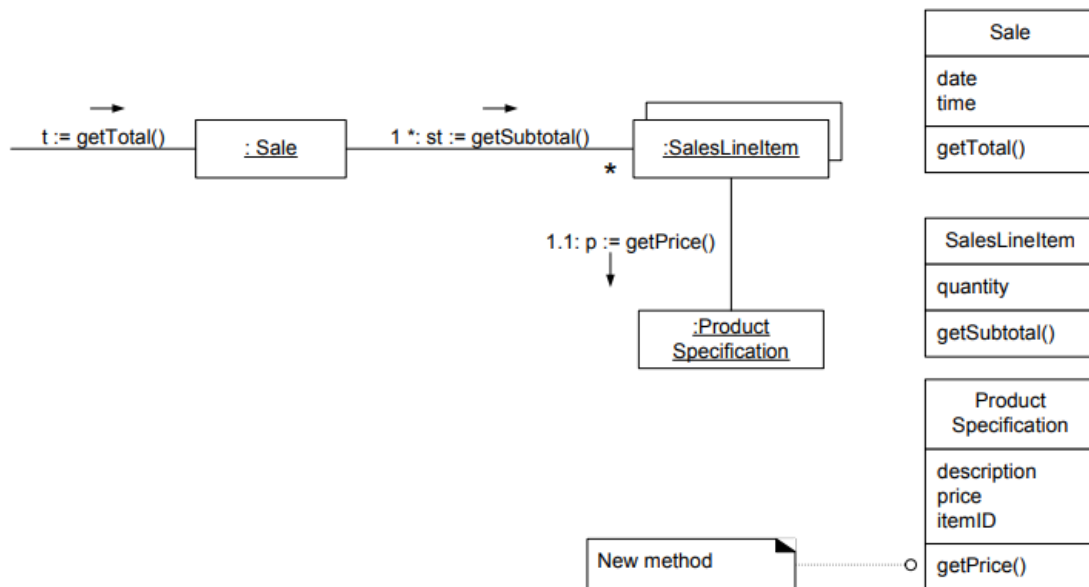 t := getTotal()
: Sale
1 *: st := getSubtotal()
:SalesLineItem
*
1.1: p := getPrice()
:Product
Specification
Sale
date
time
getTotal()
SalesLineItem
quantity
getSubtotal()
Product
Specification
description
price
itemID
getPrice()
New method